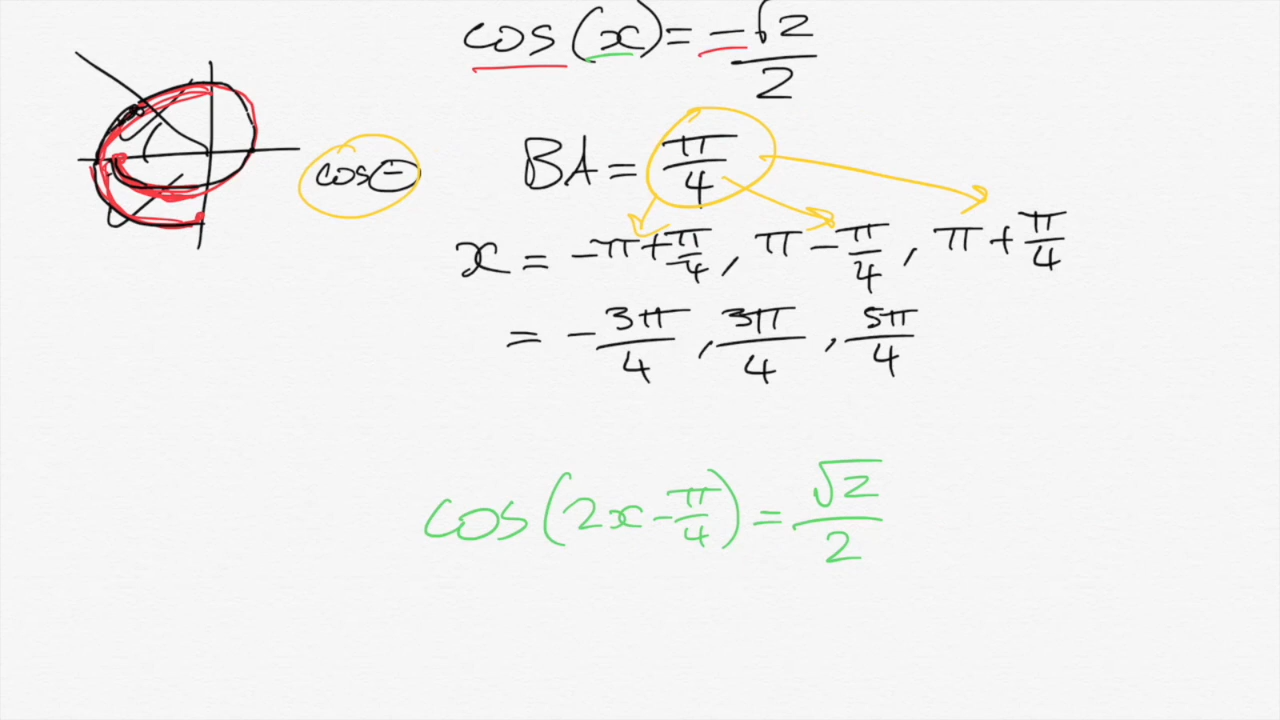 cos(x) = -√2/2
cosθ
BA = π/4
x = -π+π/4, π-π/4, π+π/4
= -3π/4, 3π/4, 5π/4
cos(2x-π/4) = √2/2